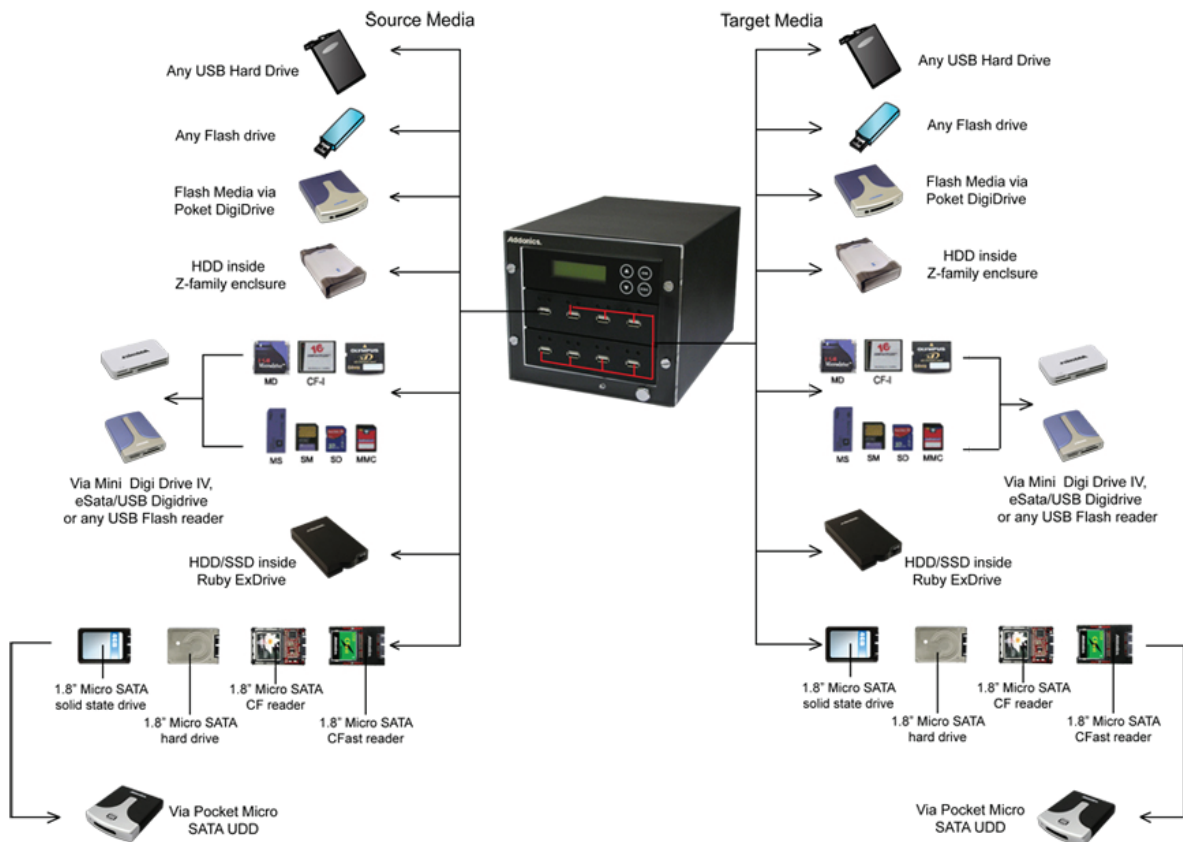 Source Media
Any USB Hard Drive
Any Flash drive
Flash Media via
Poket DigiDrive
HDD inside
Z-family enclsure
MD
CF-I
MS
SM
SD
MMC
Via Mini Digi Drive IV,
eSata/USB Digidrive
or any USB Flash reader
HDD/SSD inside
Ruby ExDrive
1.8” Micro SATA
solid state drive
1.8” Micro SATA
hard drive
1.8” Micro SATA
CF reader
1.8” Micro SATA
CFast reader
Via Pocket Micro
SATA UDD
Addonics.
Target Media
Any USB Hard Drive
Any Flash drive
Flash Media via
Poket DigiDrive
HDD inside
Z-family enclsure
MD
CF-I
MS
SM
SD
MMC
Via Mini Digi Drive IV,
eSata/USB Digidrive
or any USB Flash reader
HDD/SSD inside
Ruby ExDrive
1.8” Micro SATA
solid state drive
1.8” Micro SATA
hard drive
1.8” Micro SATA
CF reader
1.8” Micro SATA
CFast reader
Via Pocket Micro
SATA UDD